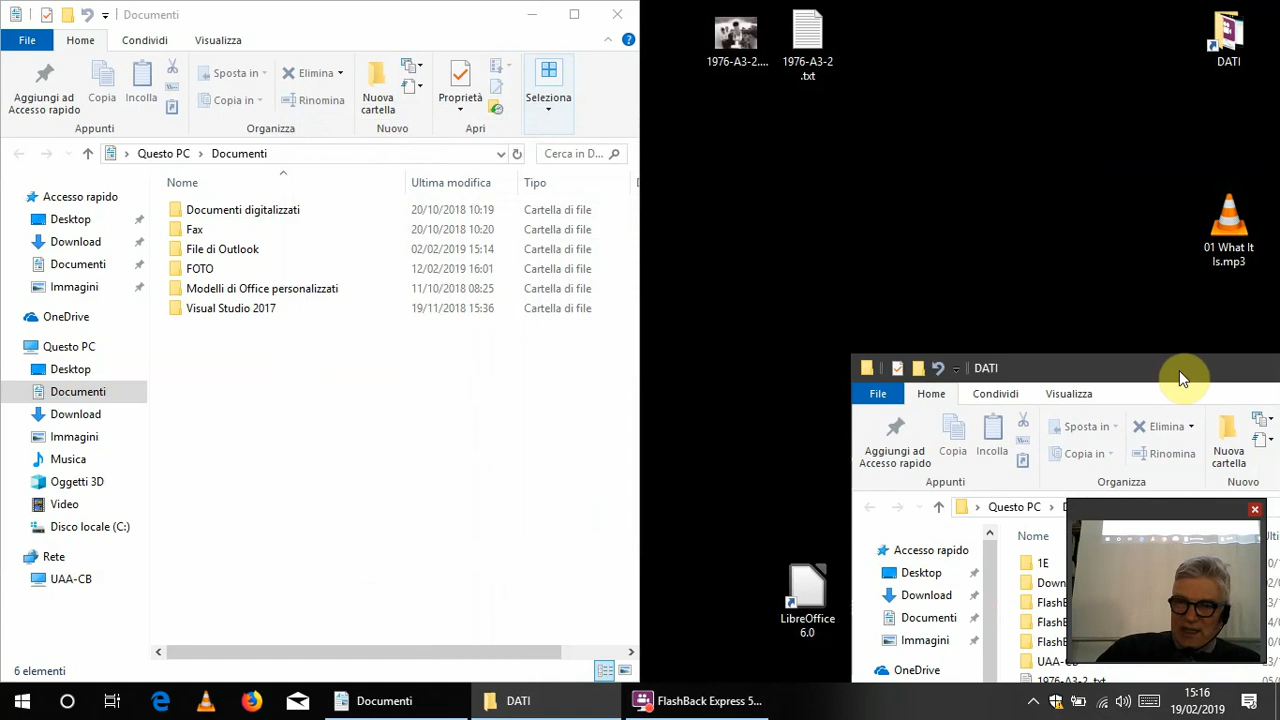 Documenti
File
Home
Condividi
Visualizza
Aggiungi ad
Accesso rapido
Copia
Incolla
Appunti
Sposta in
Copia in
Elimina
Rinomina
Organizza
Nuova
cartella
Nuovo
Proprietà
Apri
Seleziona
Questo PC > Documenti
Cerca in D...
Nome
Ultima modifica
Tipo
Documenti digitalizzati 20/10/2018 10:19 Cartella di file
Fax 20/10/2018 10:20 Cartella di file
File di Outlook 02/02/2019 15:14 Cartella di file
FOTO 12/02/2019 16:01 Cartella di file
Modelli di Office personalizzati 11/10/2018 08:25 Cartella di file
Visual Studio 2017 19/11/2018 15:36 Cartella di file
Accesso rapido
Desktop
Download
Documenti
Immagini
OneDrive
Questo PC
Desktop
Documenti
Download
Immagini
Musica
Oggetti 3D
Video
Disco locale (C:)
Rete
UAA-CB
6 elementi
1976-A3-2....
1976-A3-2
.txt
DATI
01 What It
Is.mp3
LibreOffice
6.0
DATI
File
Home
Condividi
Visualizza
Aggiungi ad
Accesso rapido
Copia
Incolla
Appunti
Sposta in
Copia in
Elimina
Rinomina
Organizza
Nuova
cartella
Nuovo
Questo PC
Nome
Accesso rapido
Desktop
Download
Documenti
Immagini
OneDrive
1E
UAA-CB
1976-A3-2.txt
Documenti
DATI
FlashBack Express 5...
15:16
19/02/2019